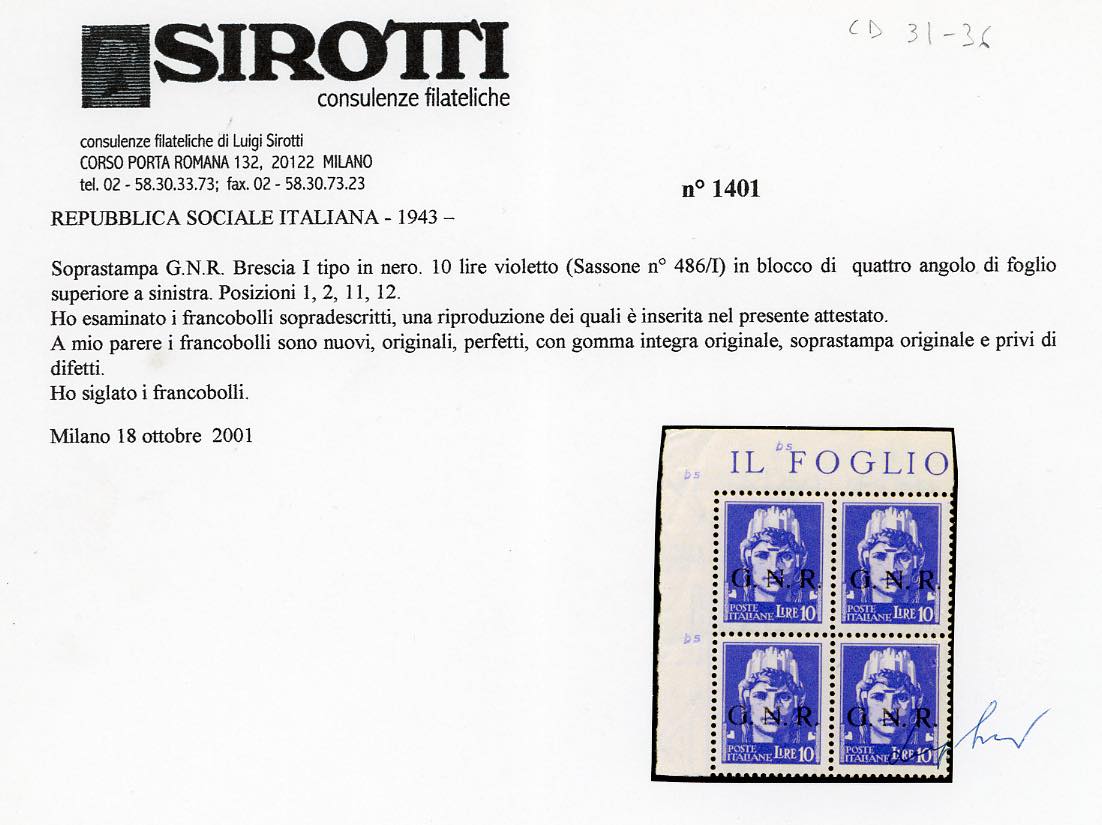 CD 31-36
SIROTTI
consulenze filateliche
consulenze filateliche di Luigi Sirotti
CORSO PORTA ROMANA 132, 20122 MILANO
tel. 02 - 58.30.33.73; fax. 02 - 58.30.73.23
n° 1401
REPUBBLICA SOCIALE ITALIANA - 1943 –
Soprastampa G.N.R. Brescia I tipo in nero. 10 lire violetto (Sassone n° 486/I) in blocco di quattro angolo di foglio
superiore a sinistra. Posizioni 1, 2, 11, 12.
Ho esaminato i francobolli sopradescritti, una riproduzione dei quali è inserita nel presente attestato.
A mio parere i francobolli sono nuovi, originali, perfetti, con gomma integra originale, soprastampa originale e privi di
difetti.
Ho siglato i francobolli.
Milano 18 ottobre 2001
bs
bs
IL FOGLIO
G. N. R.
POSTE
ITALIANE LIRE 10
G. N. R.
POSTE
ITALIANE LIRE 10
bs
G. N. R.
POSTE
ITALIANE LIRE 10
G. N. R.
POSTE
ITALIANE LIRE 10